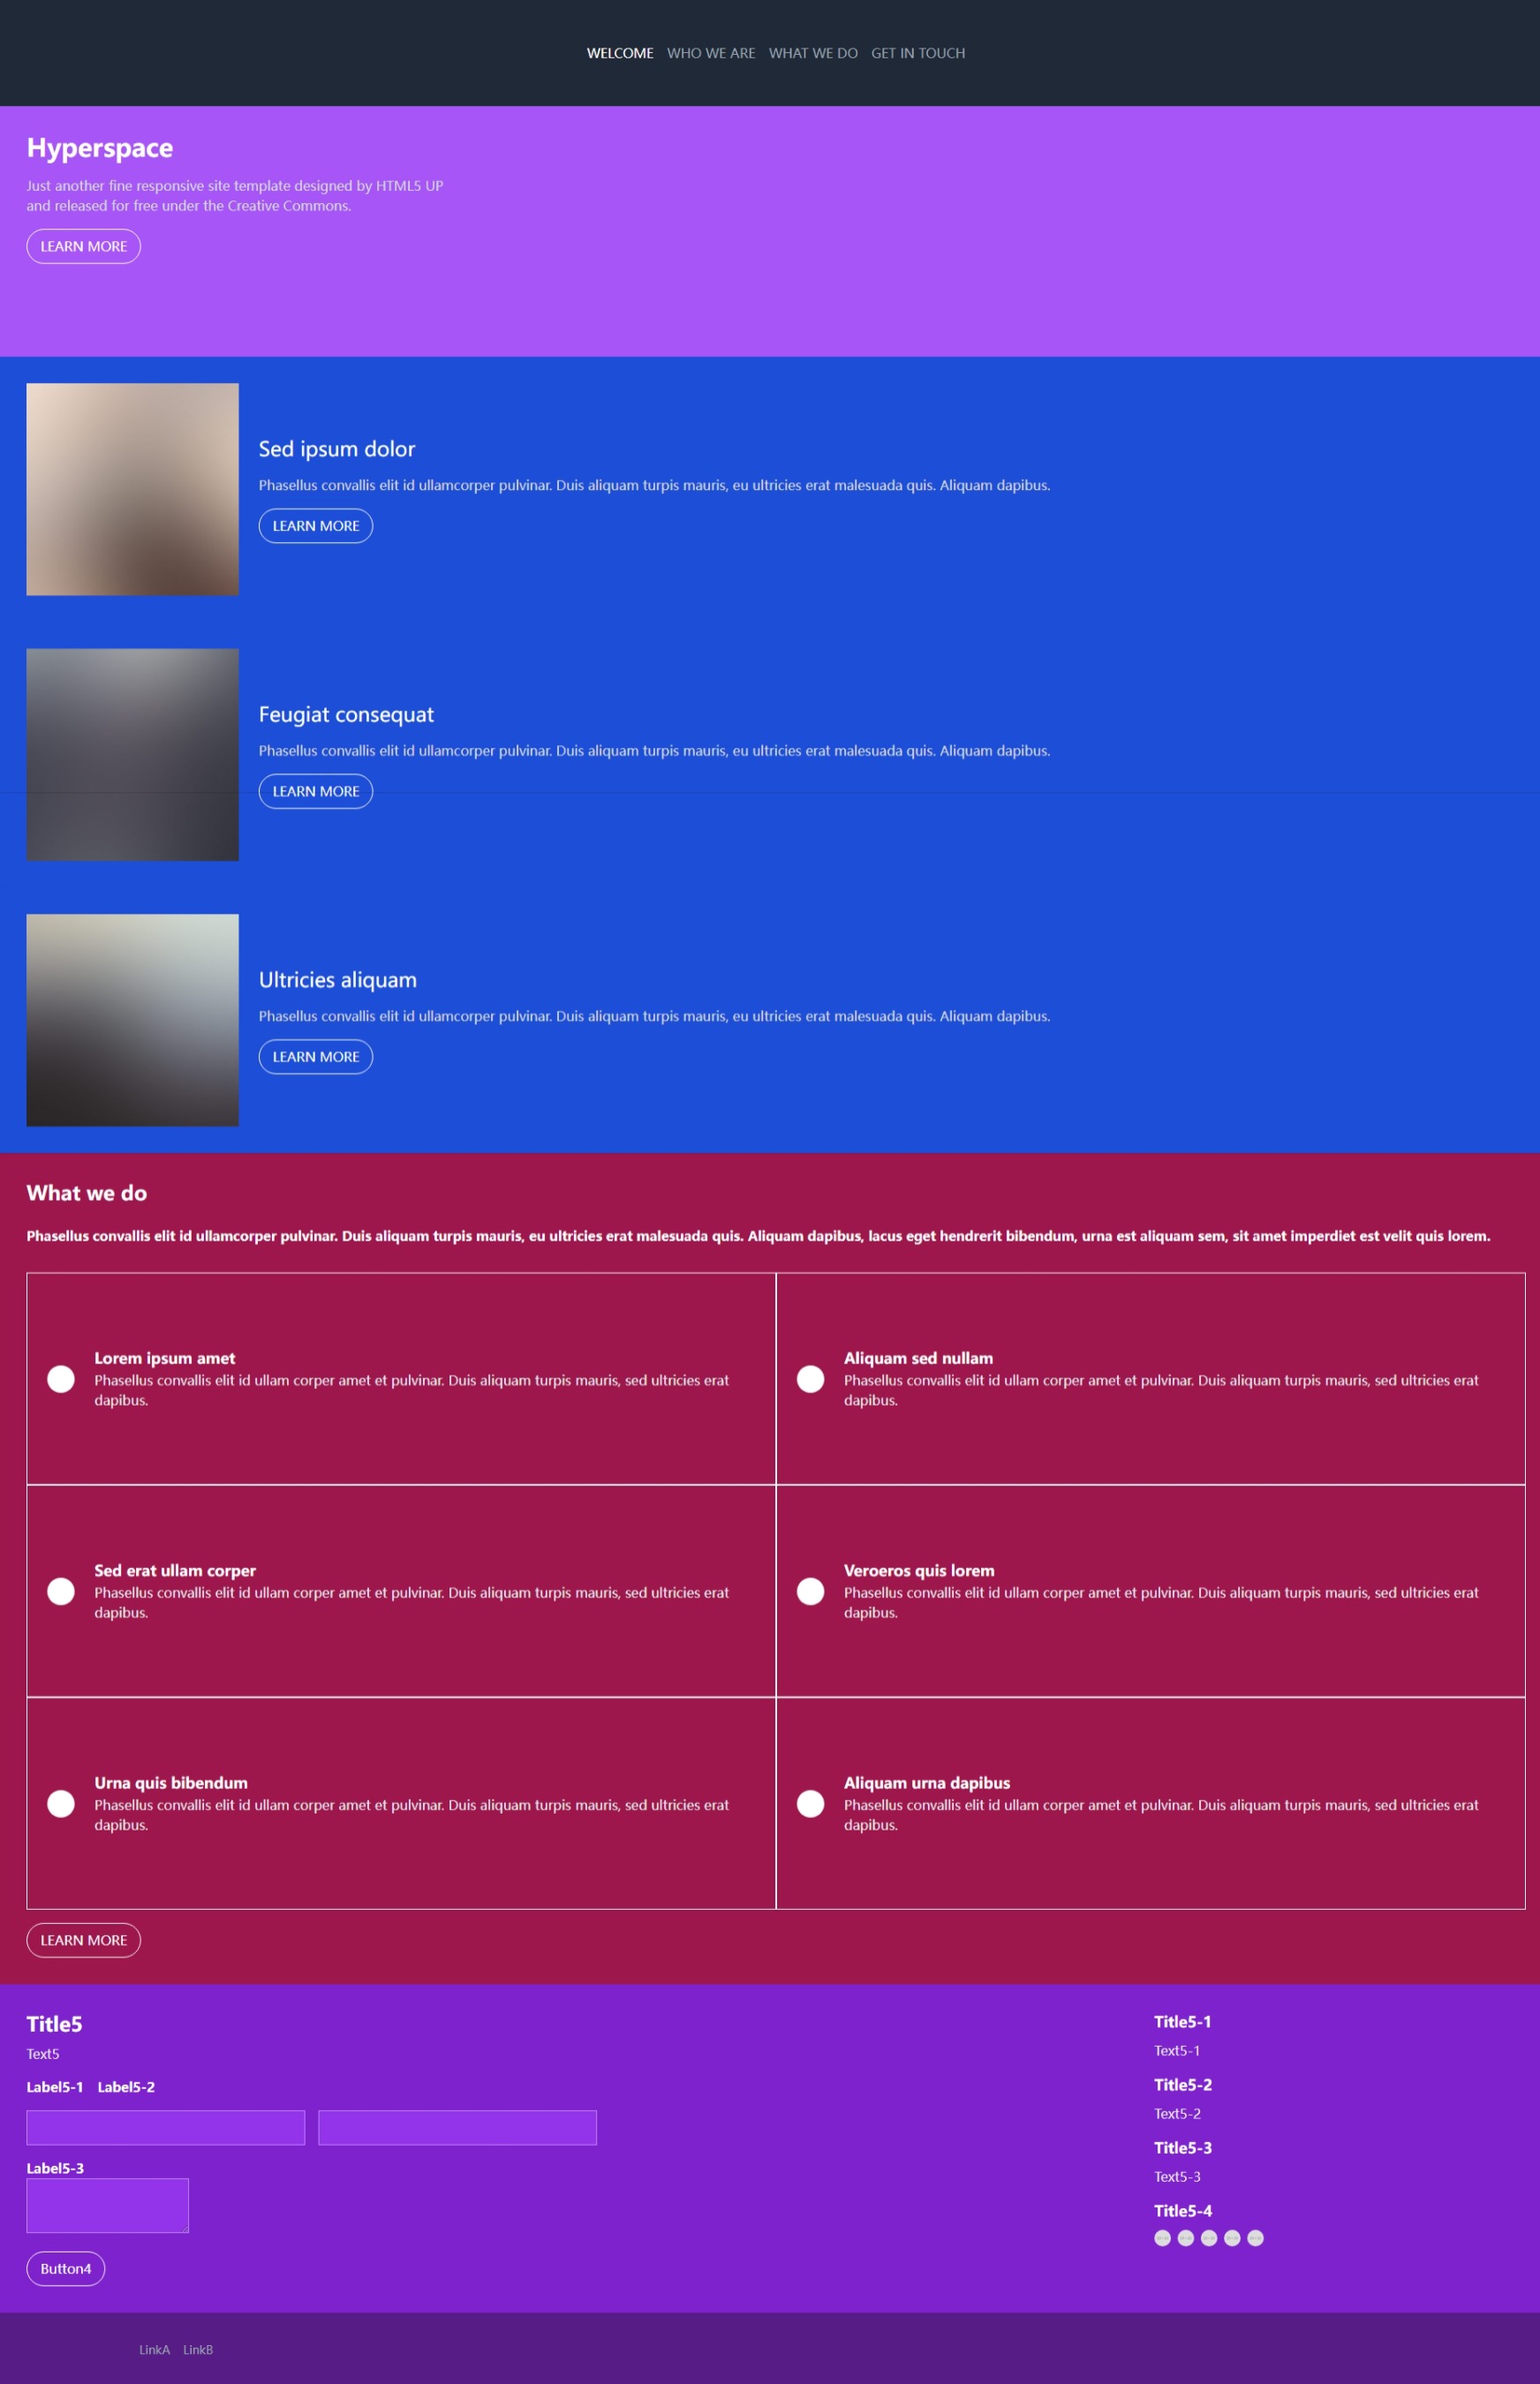 WELCOME WHO WE ARE WHAT WE DO GET IN TOUCH
Hyperspace
Just another fine responsive site template designed by HTML5 UP
and released for free under the Creative Commons.
LEARN MORE
Sed ipsum dolor
Phasellus convallis elit id ullamcorper pulvinar. Duis aliquam turpis mauris, eu ultricies erat malesuada quis. Aliquam dapibus.
LEARN MORE
Feugiat consequat
Phasellus convallis elit id ullamcorper pulvinar. Duis aliquam turpis mauris, eu ultricies erat malesuada quis. Aliquam dapibus.
LEARN MORE
Ultricies aliquam
Phasellus convallis elit id ullamcorper pulvinar. Duis aliquam turpis mauris, eu ultricies erat malesuada quis. Aliquam dapibus.
LEARN MORE
What we do
Phasellus convallis elit id ullamcorper pulvinar. Duis aliquam turpis mauris, eu ultricies erat malesuada quis. Aliquam dapibus, lacus eget hendrerit bibendum, urna est aliquam sem, sit amet imperdiet est velit quis lorem.
Lorem ipsum amet
Phasellus convallis elit id ullam corper amet et pulvinar. Duis aliquam turpis mauris, sed ultricies erat
dapibus.
Aliquam sed nullam
Phasellus convallis elit id ullam corper amet et pulvinar. Duis aliquam turpis mauris, sed ultricies erat
dapibus.
Sed erat ullam corper
Phasellus convallis elit id ullam corper amet et pulvinar. Duis aliquam turpis mauris, sed ultricies erat
dapibus.
Veroeros quis lorem
Phasellus convallis elit id ullam corper amet et pulvinar. Duis aliquam turpis mauris, sed ultricies erat
dapibus.
Urna quis bibendum
Phasellus convallis elit id ullam corper amet et pulvinar. Duis aliquam turpis mauris, sed ultricies erat
dapibus.
Aliquam urna dapibus
Phasellus convallis elit id ullam corper amet et pulvinar. Duis aliquam turpis mauris, sed ultricies erat
dapibus.
LEARN MORE
Title5
Text5
Label5-1 Label5-2
Label5-3
Button4
Title5-1
Text5-1
Title5-2
Text5-2
Title5-3
Text5-3
Title5-4
LinkA LinkB